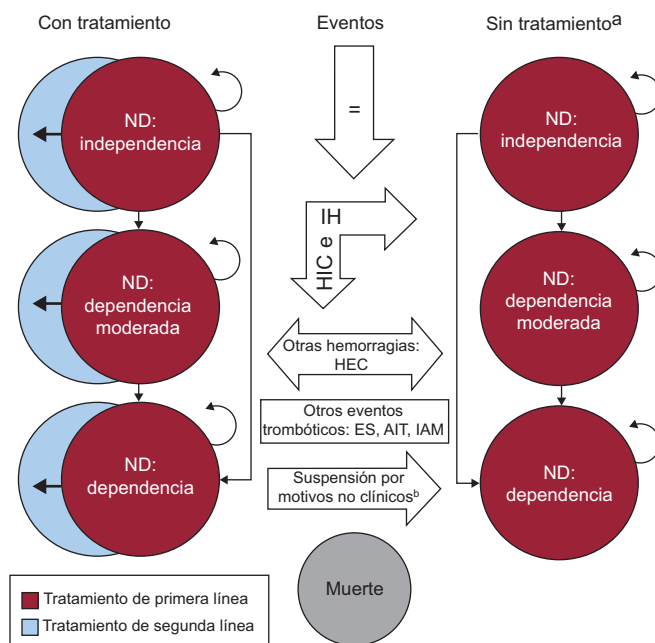 Con tratamiento
Eventos
Sin tratamientoᵃ
ND:
independencia
ND:
dependencia
moderada
ND:
dependencia
=
IH
HIC e
Otras hemorragias:
HEC
Otros eventos
trombóticos: ES, AIT, IAM
Suspensión por
motivos no clínicosᵇ
Muerte
ND:
independencia
ND:
dependencia
moderada
ND:
dependencia
Tratamiento de primera línea
Tratamiento de segunda línea